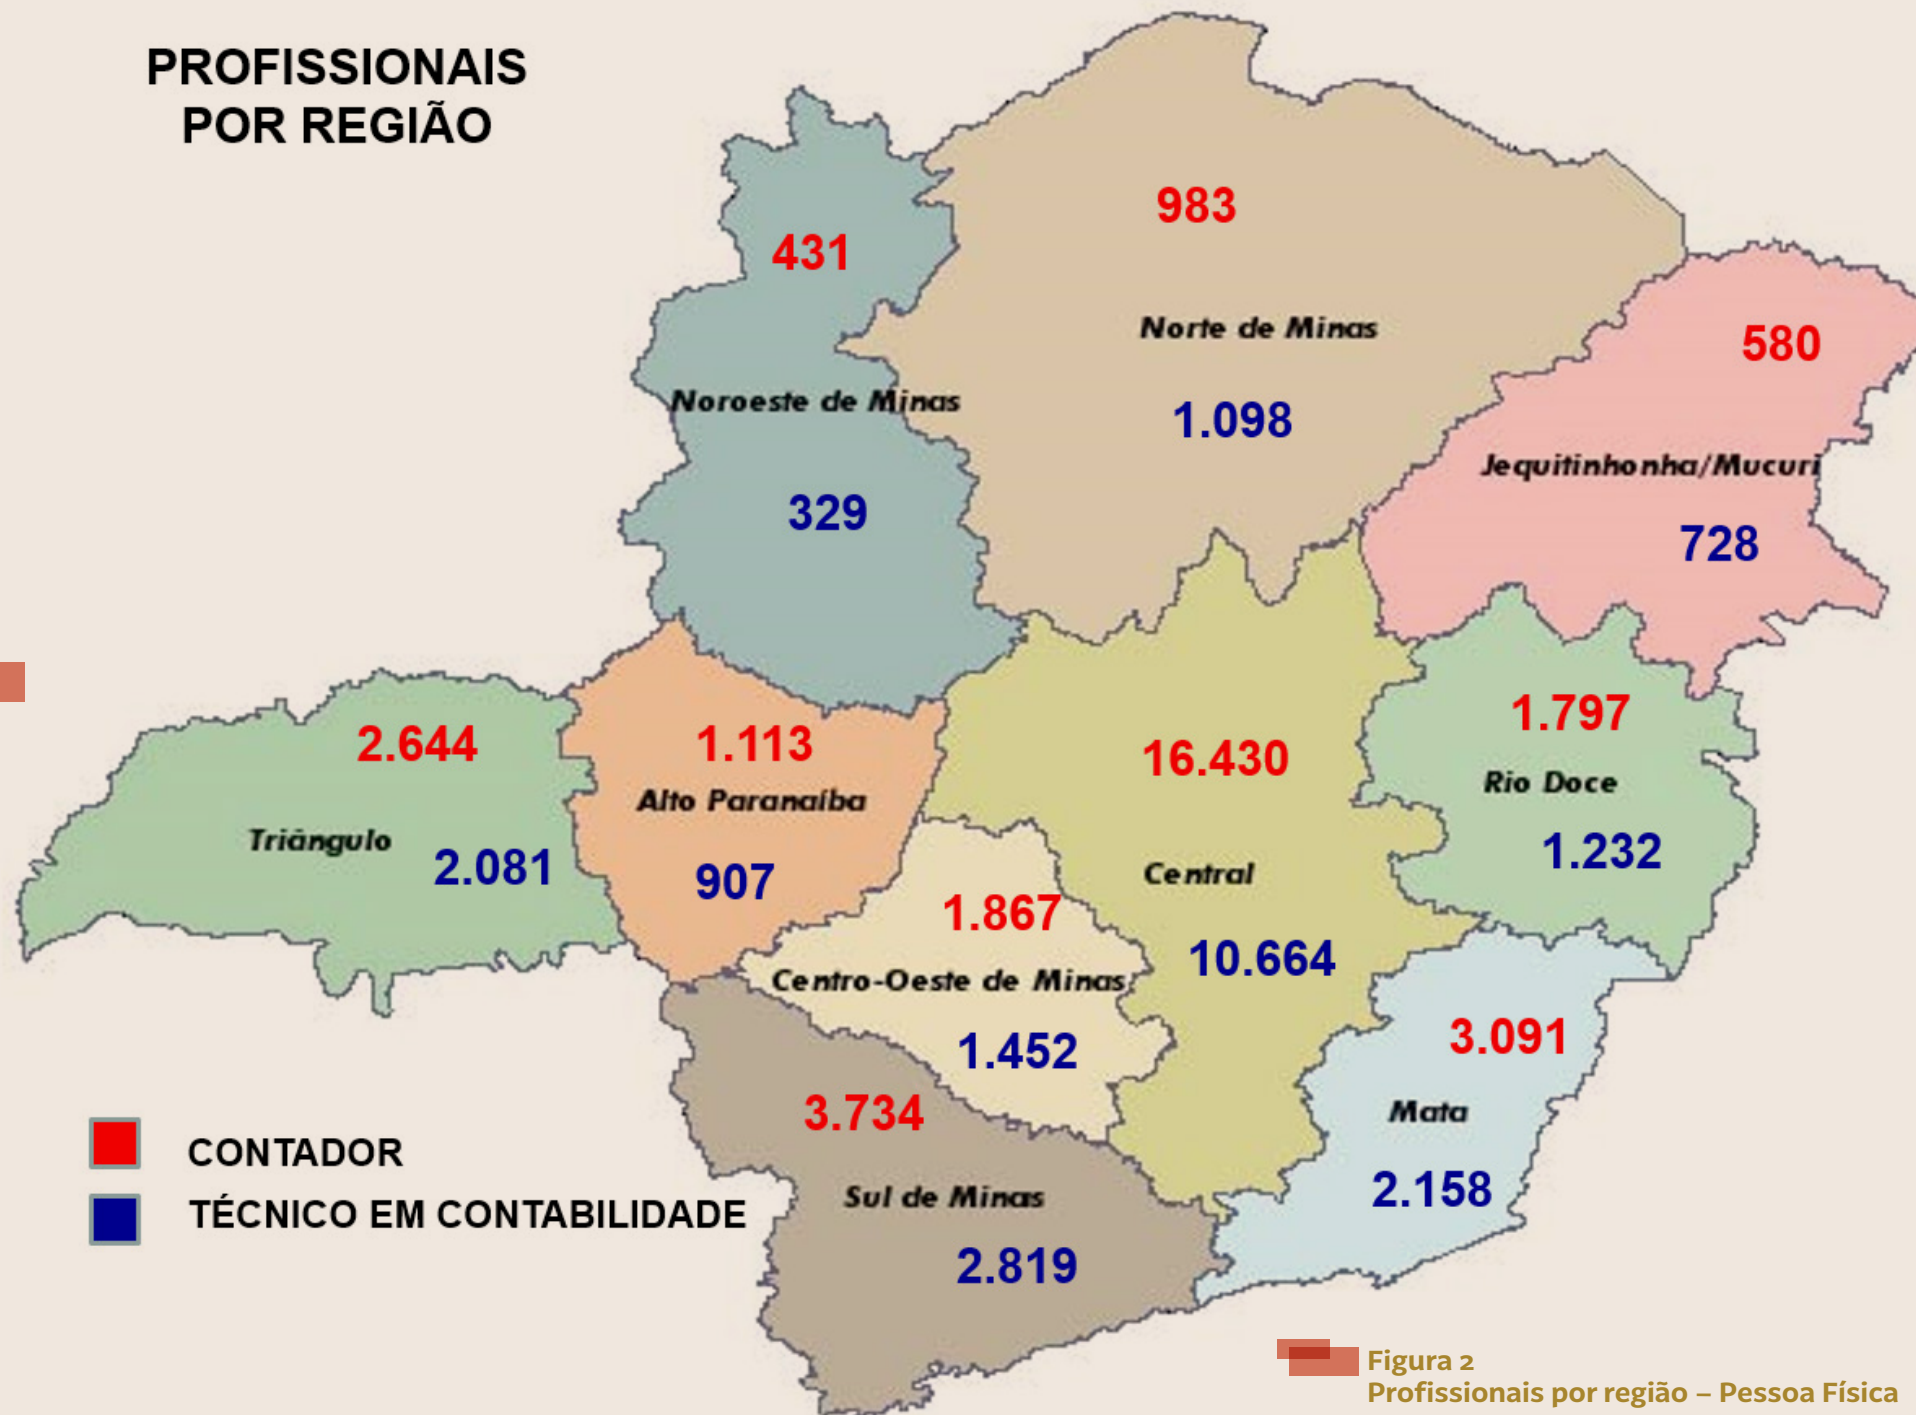 PROFISSIONAIS
POR REGIÃO
431
Noroeste de Minas
329
983
Norte de Minas
1.098
580
Jequitinhonha/Mucuri
728
2.644
Triângulo
2.081
1.113
Alto Paranaíba
907
16.430
Central
10.664
1.797
Rio Doce
1.232
1.867
Centro-Oeste de Minas
1.452
3.091
Mata
2.158
3.734
Sul de Minas
2.819
CONTADOR
TÉCNICO EM CONTABILIDADE
Figura 2
Profissionais por região – Pessoa Física